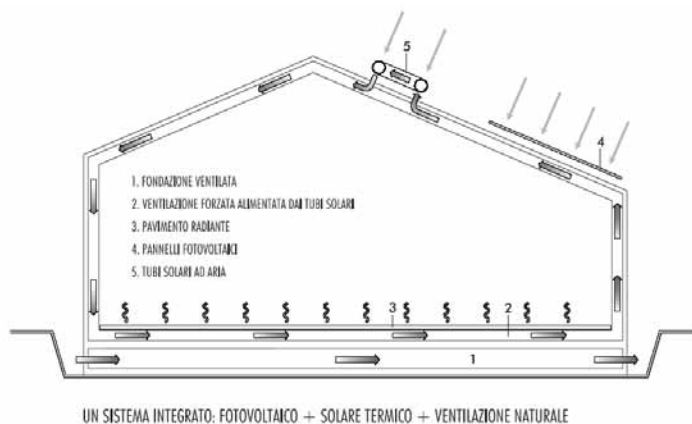 5
4
1. FONDAZIONE VENTILATA
2. VENTILAZIONE FORZATA ALIMENTATA DAI TUBI SOLARI
3. PAVIMENTO RADIANTE
4. PANNELLI FOTOVOLTAICI
5. TUBI SOLARI AD ARIA
3 2
1
UN SISTEMA INTEGRATO: FOTOVOLTAICO + SOLARE TERMICO + VENTILAZIONE NATURALE